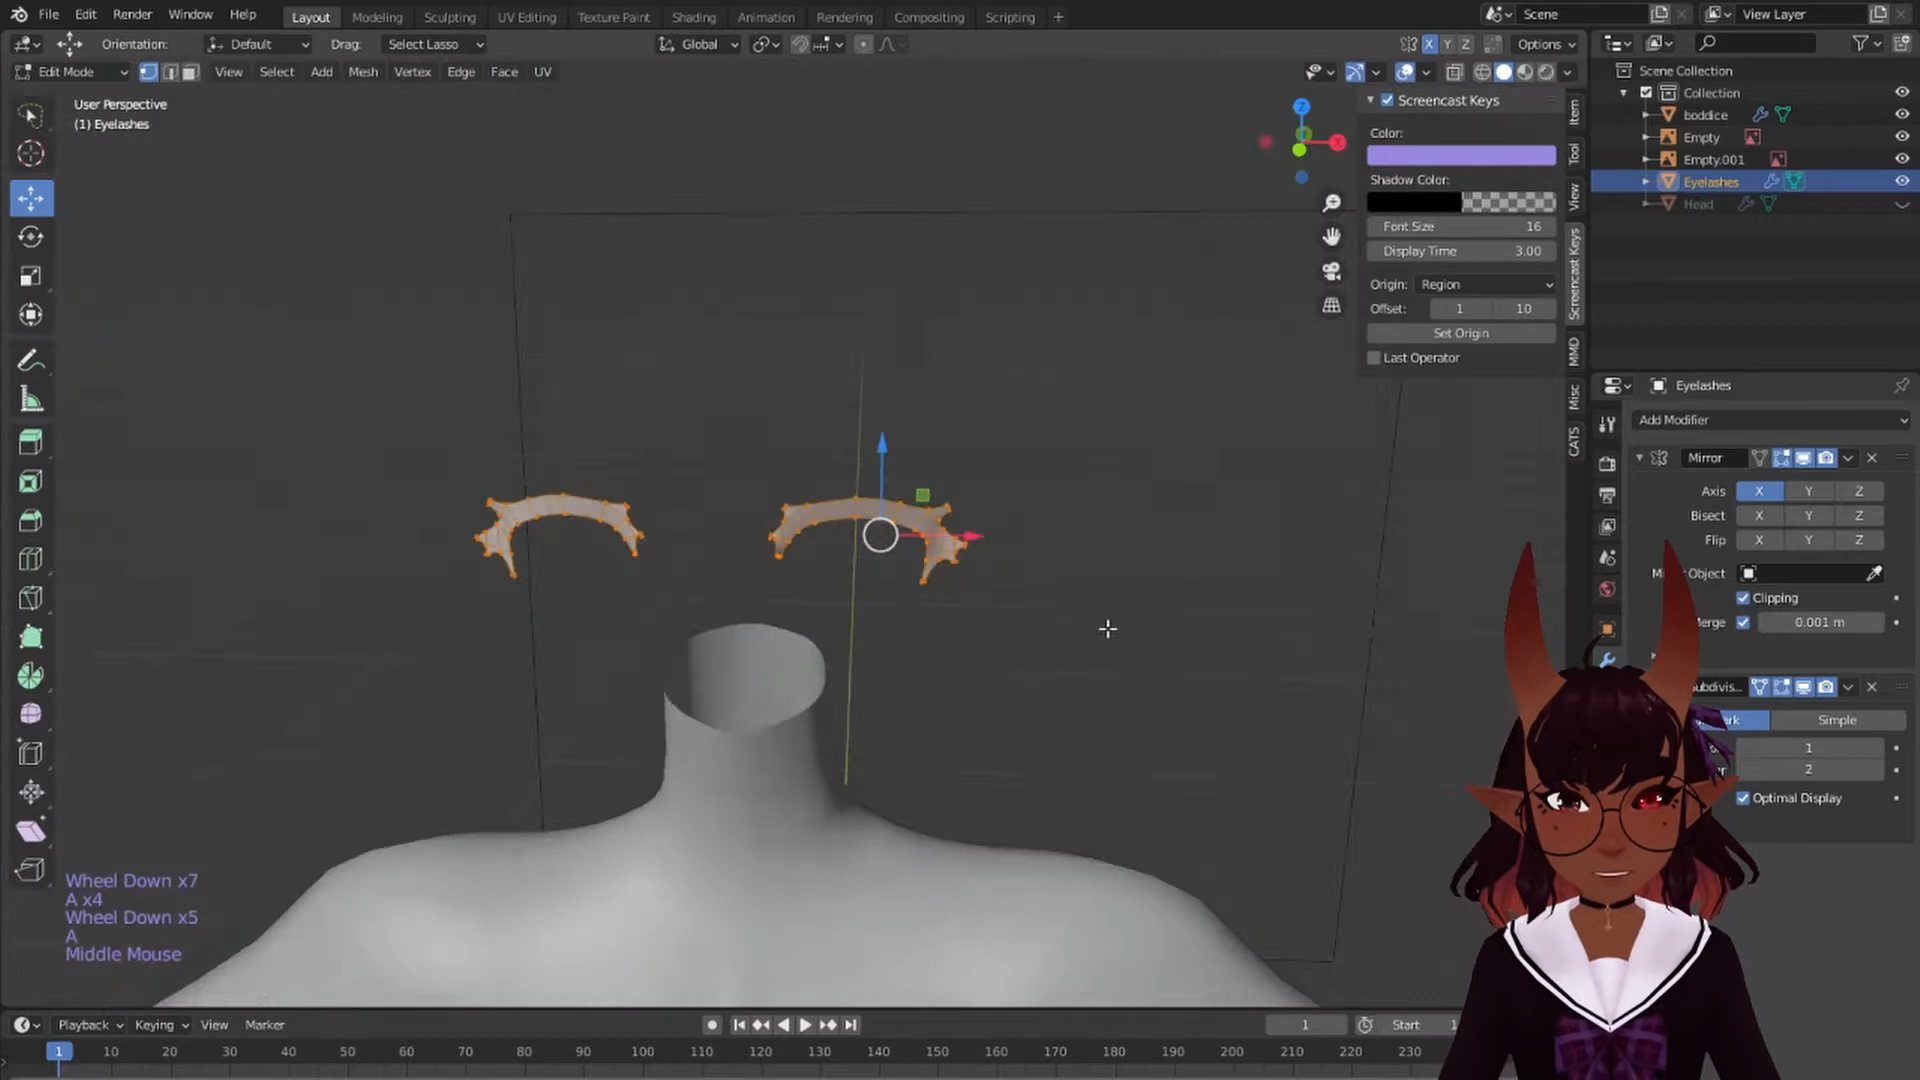 File Edit Render Window Help Layout Modeling Sculpting UV Editing Texture Paint Shading Animation Rendering Compositing Scripting + Scene View Layer
Orientation: Default Drag: Select Lasso Global X Y Z Options
Edit Mode View Select Add Mesh Vertex Edge Face UV
User Perspective
(1) Eyelashes
Z
X
Screencast Keys
Color:
Shadow Color:
Font Size 16
Display Time 3.00
Origin: Region
Offset: 1 10
Set Origin
Last Operator
Item
Tool
View
Screencast Keys
MMD
Misc
CATS
Scene Collection
Collection
boddice
Empty
Empty.001
Eyelashes
Head
Eyelashes
Add Modifier
Mirror
Axis X Y Z
Bisect X Y Z
Flip X Y Z
Object
Clipping
Merge 0.001 m
Subdivis...
Simple
1
2
Optimal Display
Wheel Down x7
A x4
Wheel Down x5
A
Middle Mouse
Playback Keying View Marker 1 Start 1
1 10 20 30 40 50 60 70 80 90 100 110 120 130 140 150 160 170 180 190 200 210 220 230